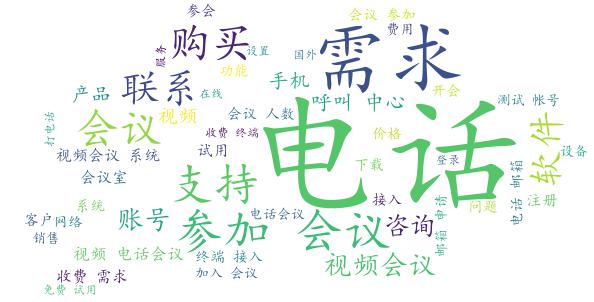 参会
会议 参加
费用
购买
需求
服务
设置
国外
功能
联系
手机
开会
产品
在线
呼叫 中心
测试 帐号
会议
视频
会议 人数
电话
打电话
收费 终端
价格
软件
视频会议 系统
试用
下载
登录
设备
会议室
支持
邮箱
电话
接入
注册
系统
账号
电话会议
问题
客户网络
参加 会议
咨询
邮箱 申请
销售
视频 电话会议
终端 接入
视频会议
收费 需求
加入 会议
免费 试用